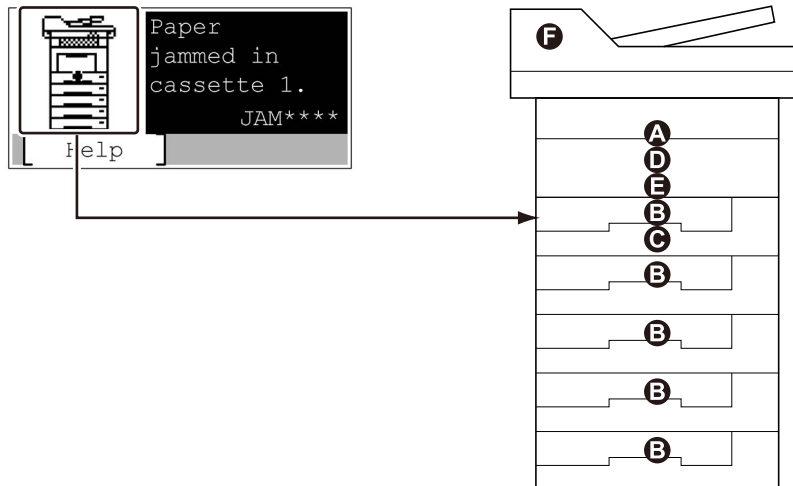 Paper
jammed in
cassette 1.
JAM****
[ Help ]
F
A
D
E
B
C
B
B
B
B